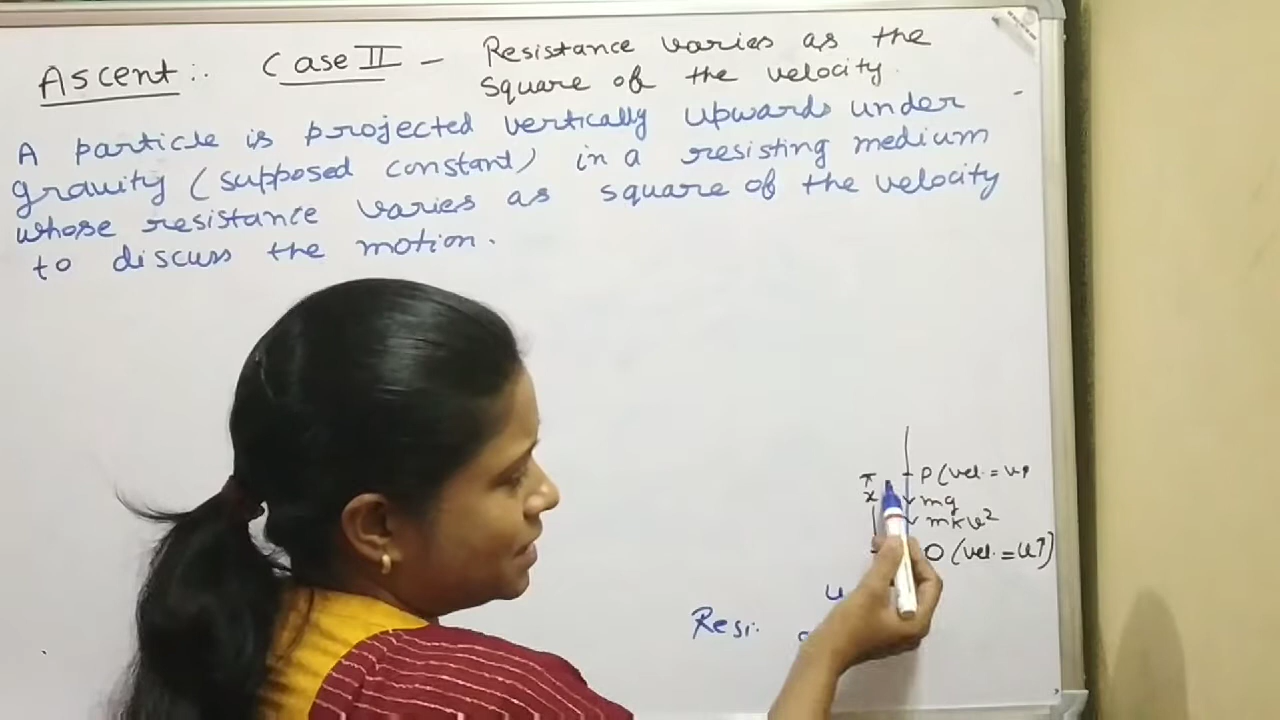 Ascent:. Case II - Resistance varies as the
square of the velocity.
A particle is projected vertically upwards under
gravity (supposed constant) in a resisting medium
whose resistance varies as square of the velocity
to discuss the motion.
P (vel. =
x mg
mkv²
O (vel. = u↑)
u
Resi.